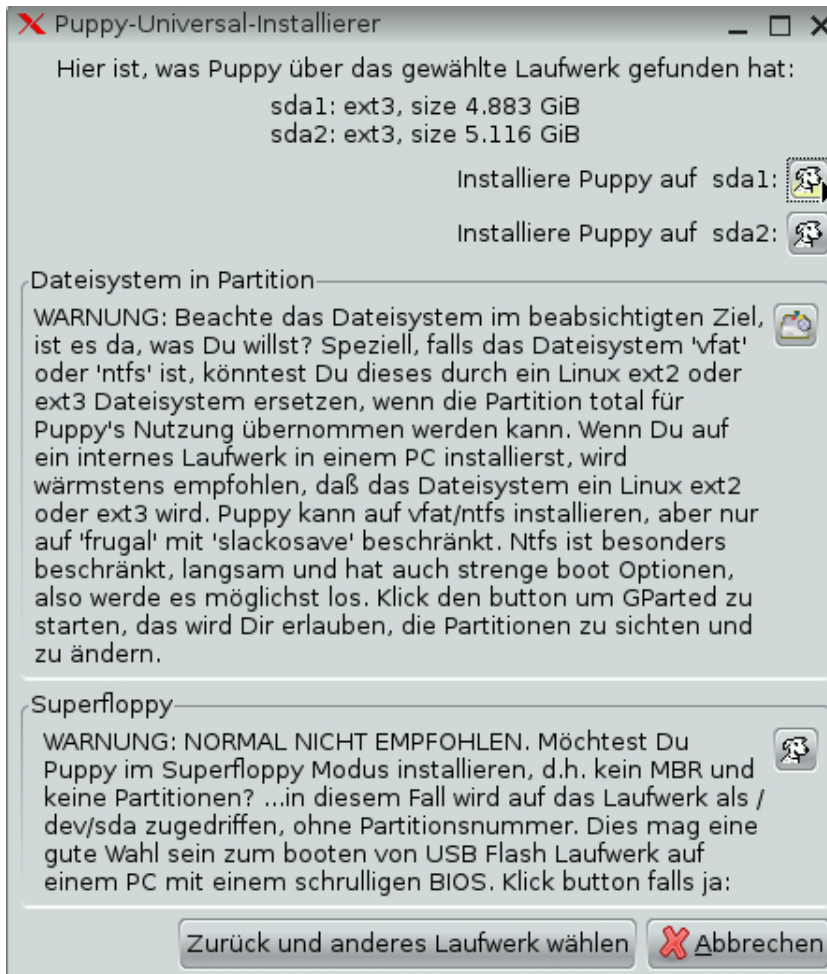 Puppy-Universal-Installierer
Hier ist, was Puppy über das gewählte Laufwerk gefunden hat:
sda1: ext3, size 4.883 GiB
sda2: ext3, size 5.116 GiB
Installiere Puppy auf sda1:
Installiere Puppy auf sda2:
Dateisystem in Partition
WARNUNG: Beachte das Dateisystem im beabsichtigten Ziel,
ist es da, was Du willst? Speziell, falls das Dateisystem 'vfat'
oder 'ntfs' ist, könntest Du dieses durch ein Linux ext2 oder
ext3 Dateisystem ersetzen, wenn die Partition total für
Puppy's Nutzung übernommen werden kann. Wenn Du auf
ein internes Laufwerk in einem PC installierst, wird
wärmstens empfohlen, daß das Dateisystem ein Linux ext2
oder ext3 wird. Puppy kann auf vfat/ntfs installieren, aber nur
auf 'frugal' mit 'slackosave' beschränkt. Ntfs ist besonders
beschränkt, langsam und hat auch strenge boot Optionen,
also werde es möglichst los. Klick den button um GParted zu
starten, das wird Dir erlauben, die Partitionen zu sichten und
zu ändern.
Superfloppy
WARNUNG: NORMAL NICHT EMPFOHLEN. Möchtest Du
Puppy im Superfloppy Modus installieren, d.h. kein MBR und
keine Partitionen? ...in diesem Fall wird auf das Laufwerk als /
dev/sda zugedriffen, ohne Partitionsnummer. Dies mag eine
gute Wahl sein zum booten von USB Flash Laufwerk auf
einem PC mit einem schrulligen BIOS. Klick button falls ja:
Zurück und anderes Laufwerk wählen
Abbrechen